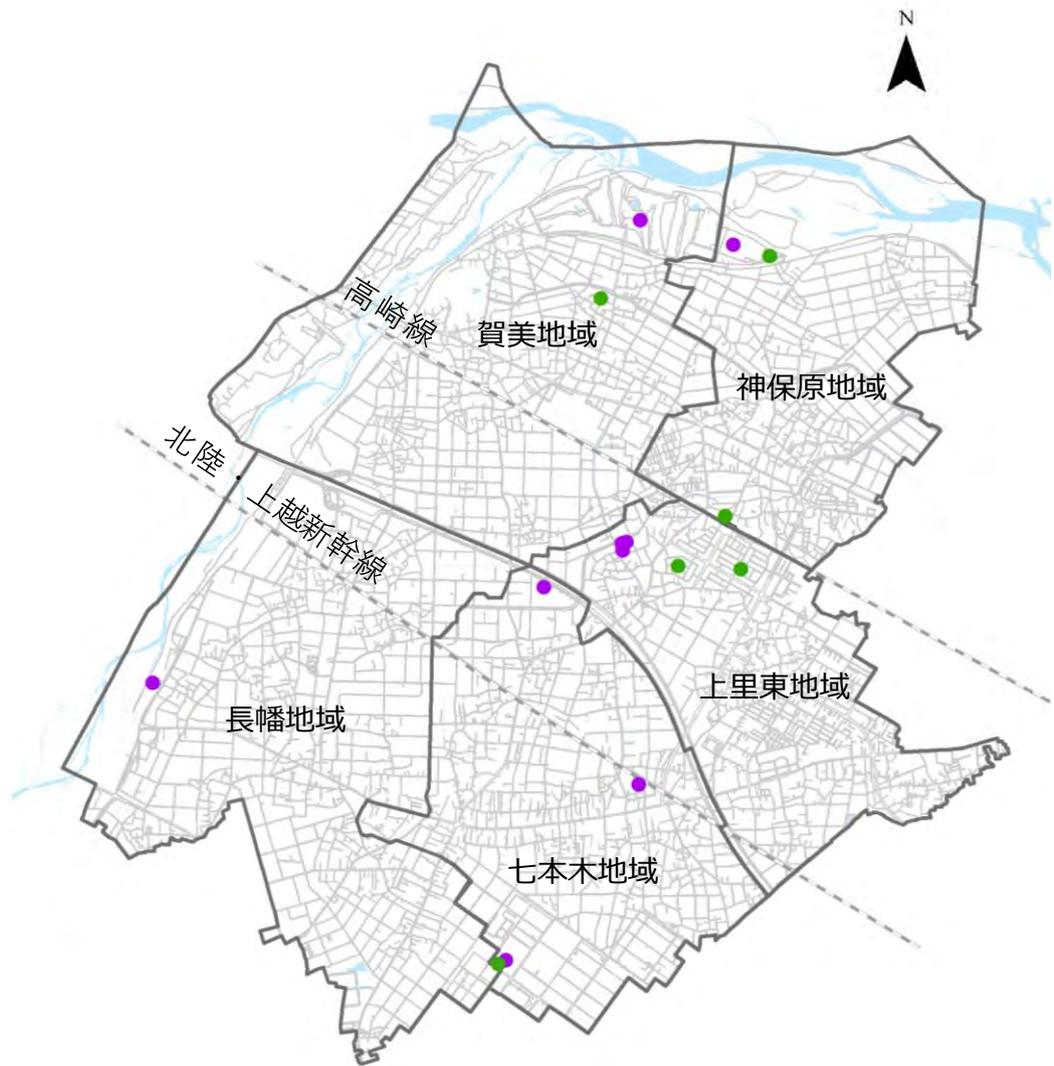 N
高崎線
賀美地域
神保原地域
北陸・上越新幹線
上里東地域
長幡地域
七本木地域